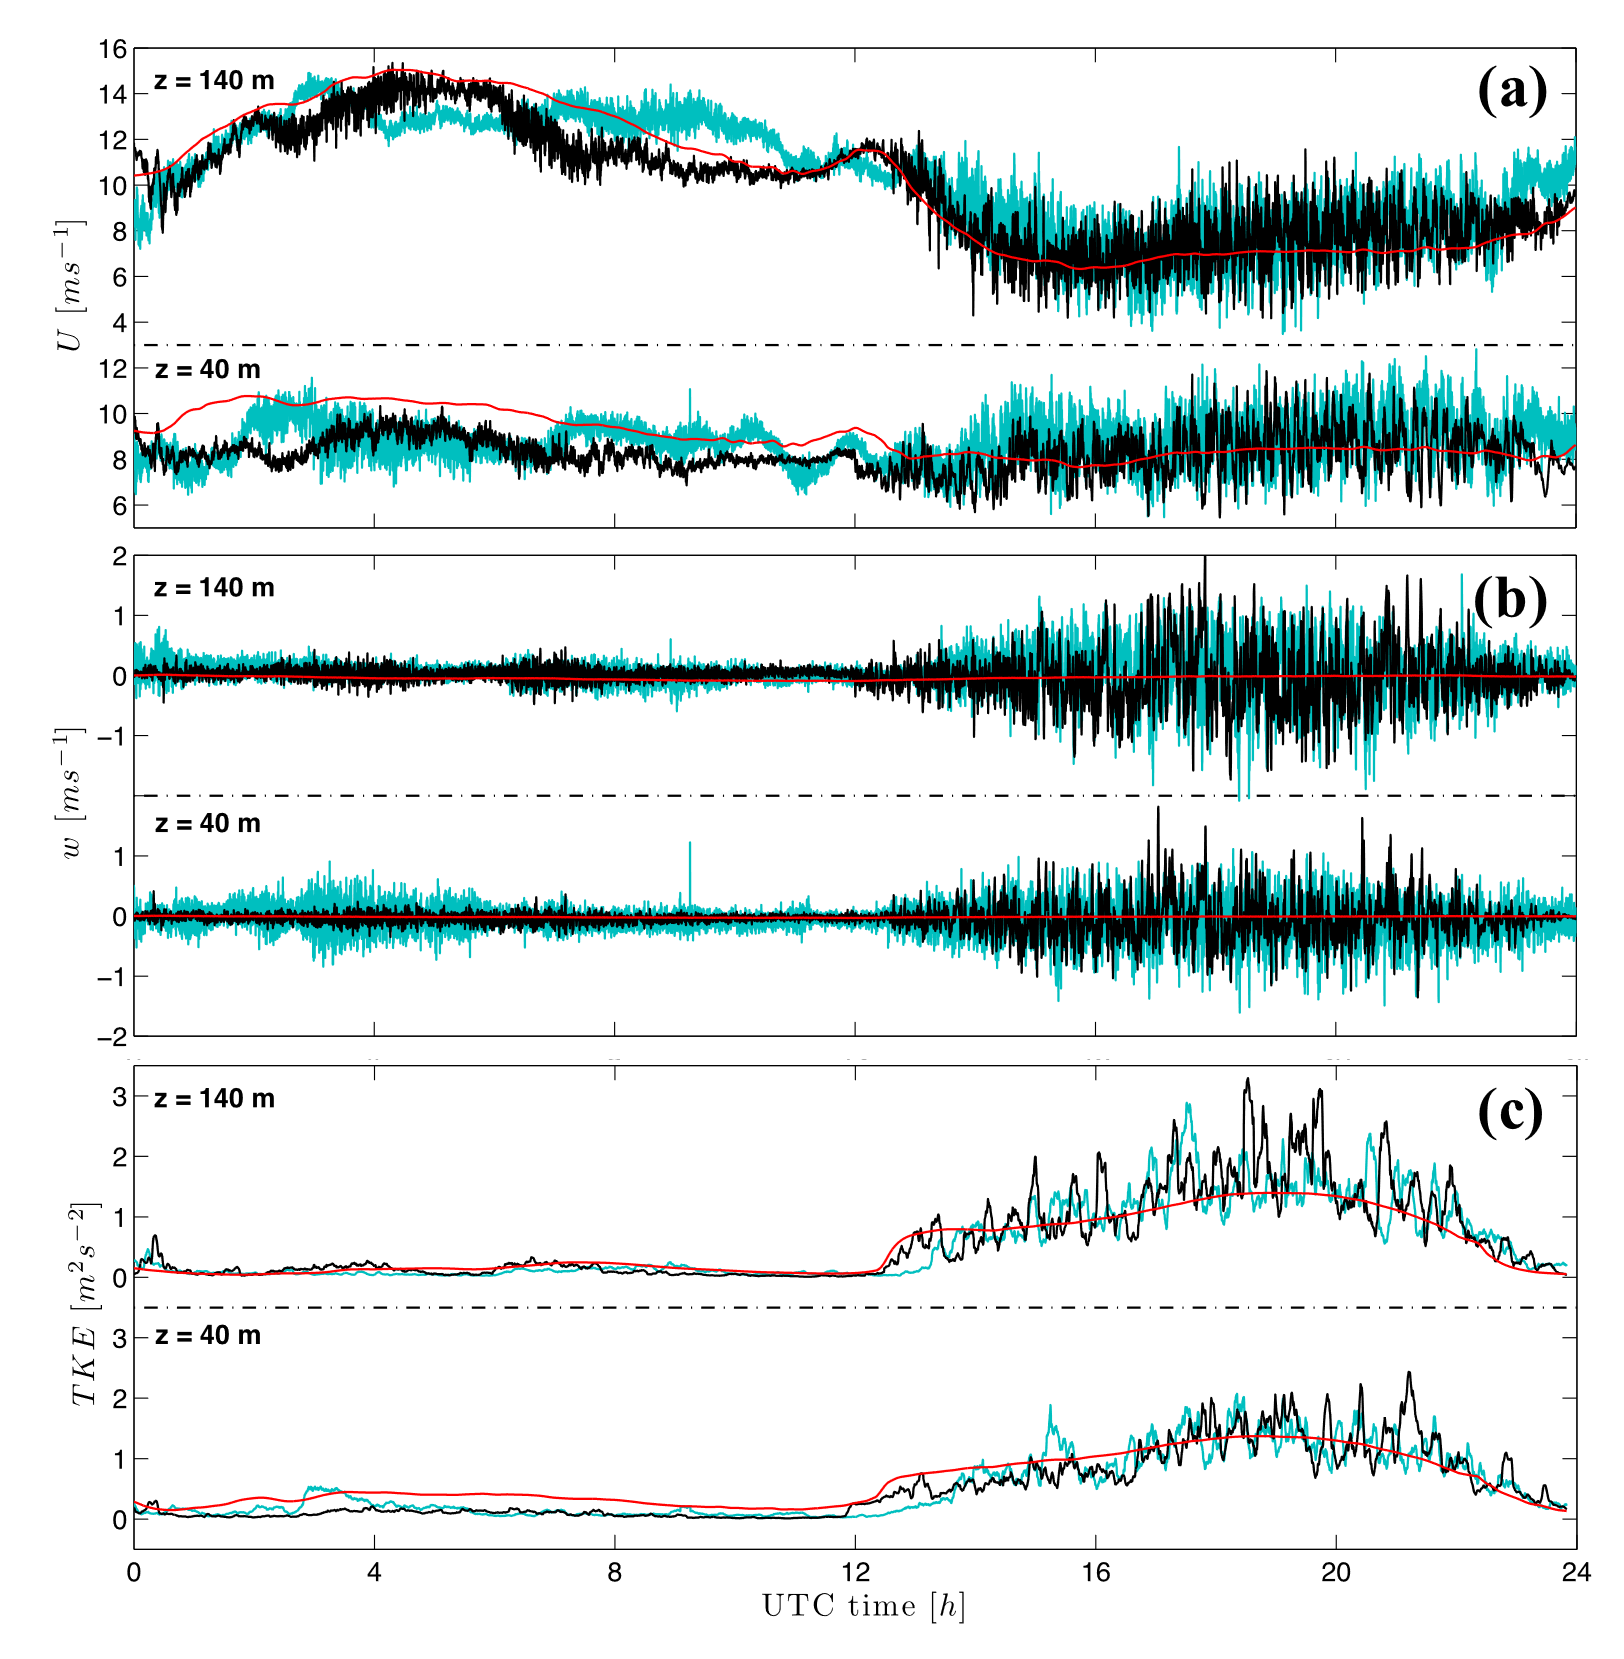 16
14
12
10
8
6
4
12
10
8
6
U [ms⁻¹]
z = 140 m
(a)
z = 40 m
2
1
0
−1
1
0
−1
−2
w [ms⁻¹]
z = 140 m
(b)
z = 40 m
3
2
1
0
3
2
1
0
TKE [m²s⁻²]
z = 140 m
(c)
z = 40 m
0 4 8 12 16 20 24
UTC time [h]